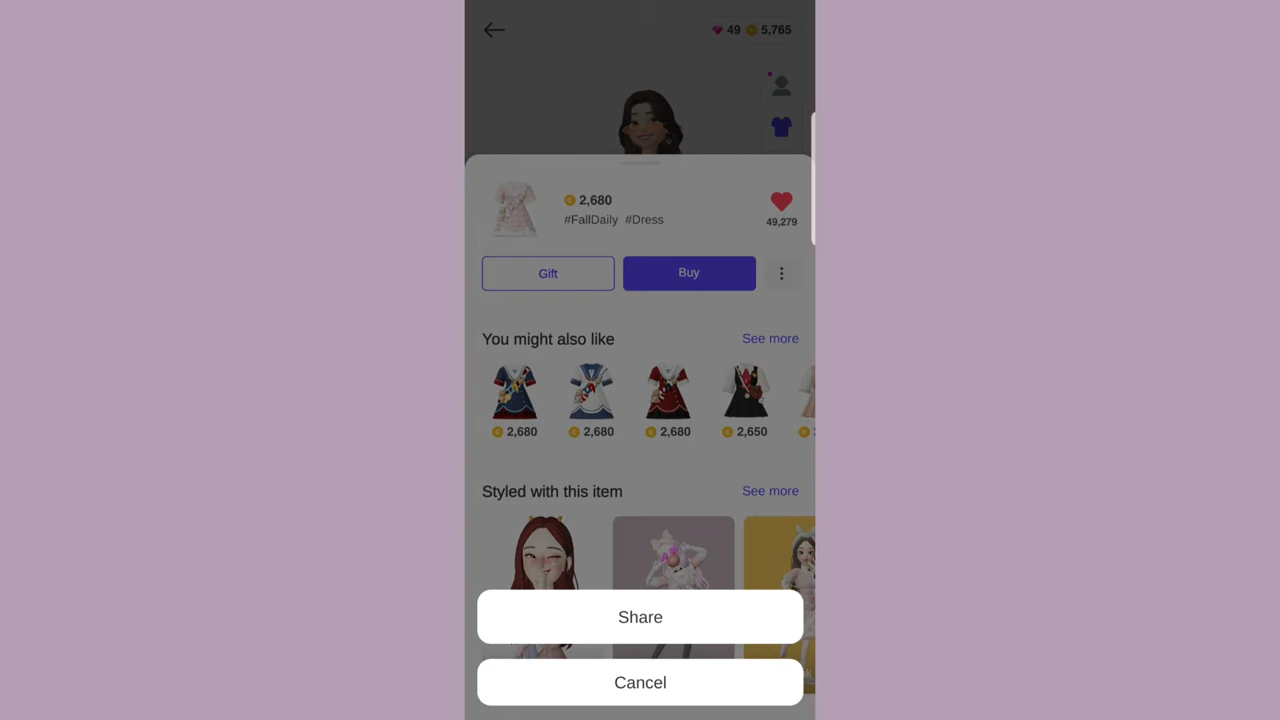 49 5,765
2,680
#FallDaily #Dress
49,279
Gift Buy
You might also like See more
2,680 2,680 2,680 2,650
Styled with this item See more
Share
Cancel